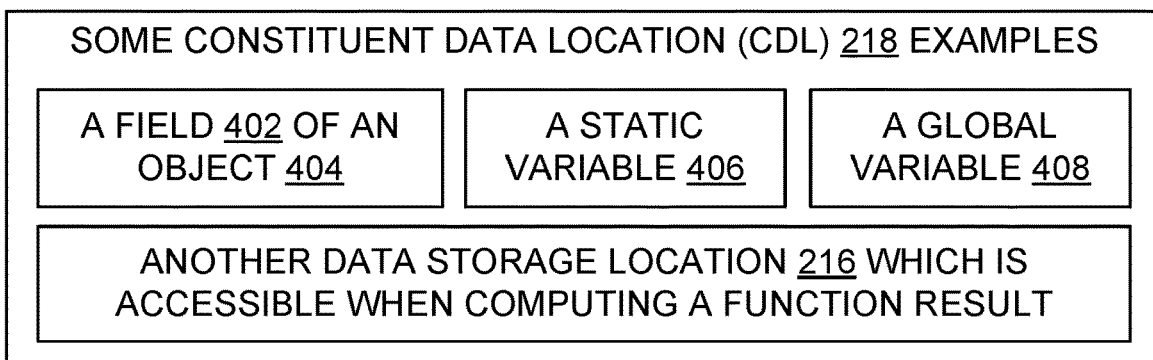 SOME CONSTITUENT DATA LOCATION (CDL) 218 EXAMPLES
A FIELD 402 OF AN
OBJECT 404
A STATIC
VARIABLE 406
A GLOBAL
VARIABLE 408
ANOTHER DATA STORAGE LOCATION 216 WHICH IS
ACCESSIBLE WHEN COMPUTING A FUNCTION RESULT